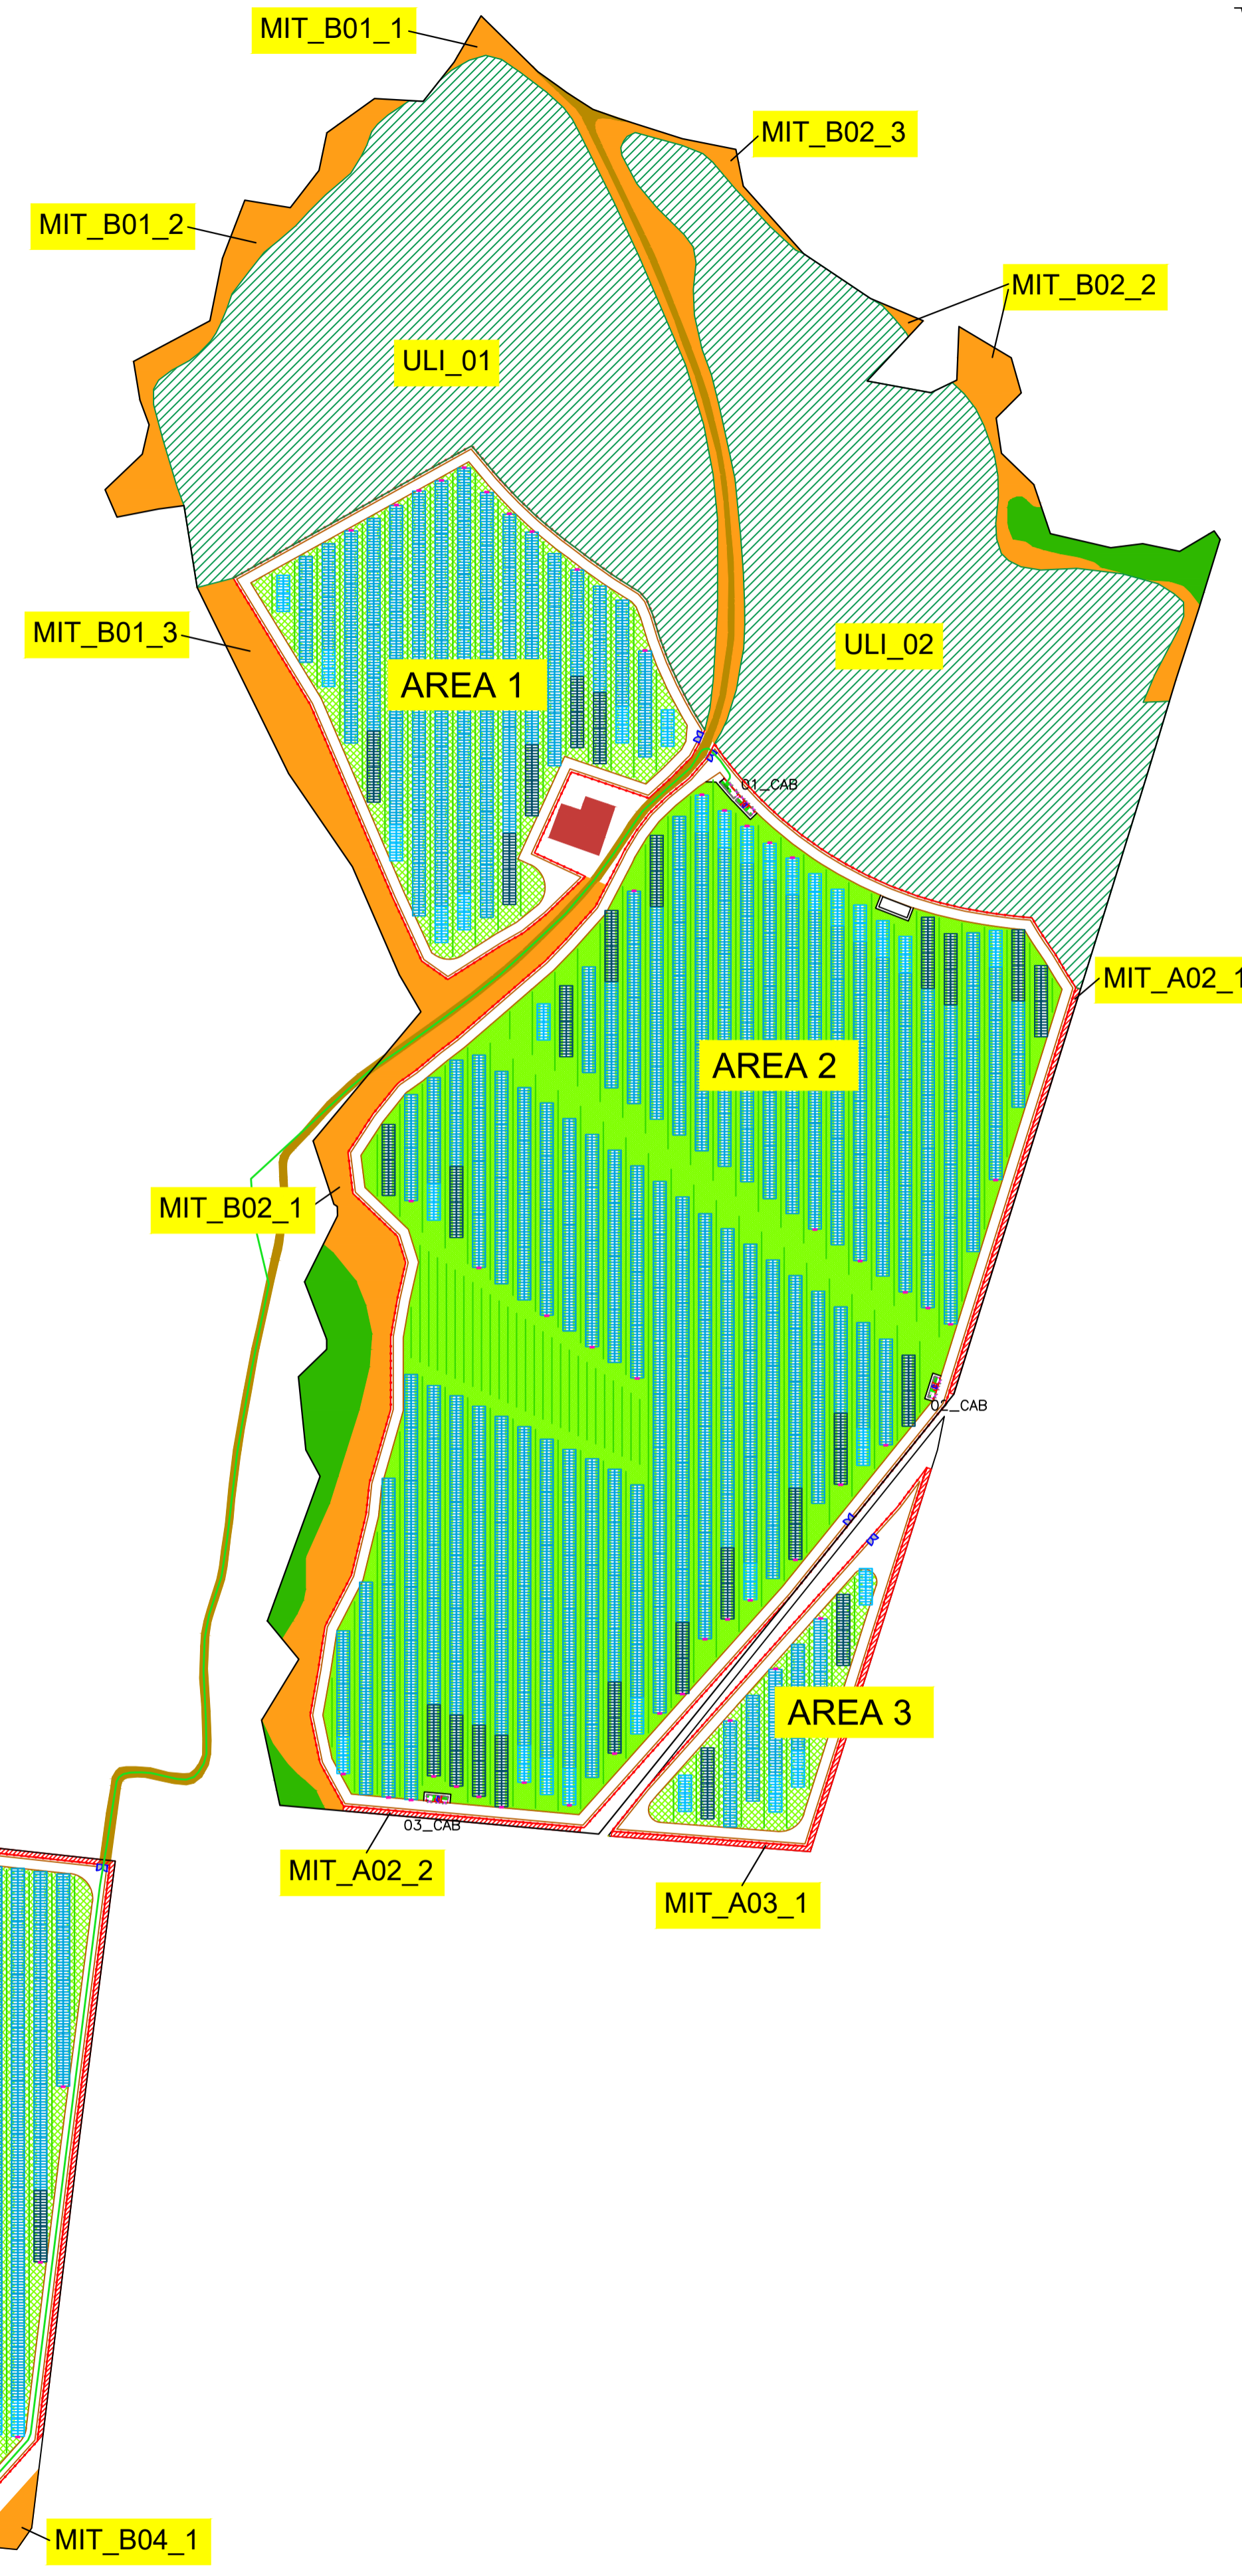 MIT_B01_1
MIT_B02_3
MIT_B01_2
MIT_B02_2
ULI_01
MIT_B01_3
ULI_02
AREA 1
01_CAB
MIT_A02_1
AREA 2
MIT_B02_1
02_CAB
AREA 3
03_CAB
MIT_A02_2
MIT_A03_1
MIT_B04_1